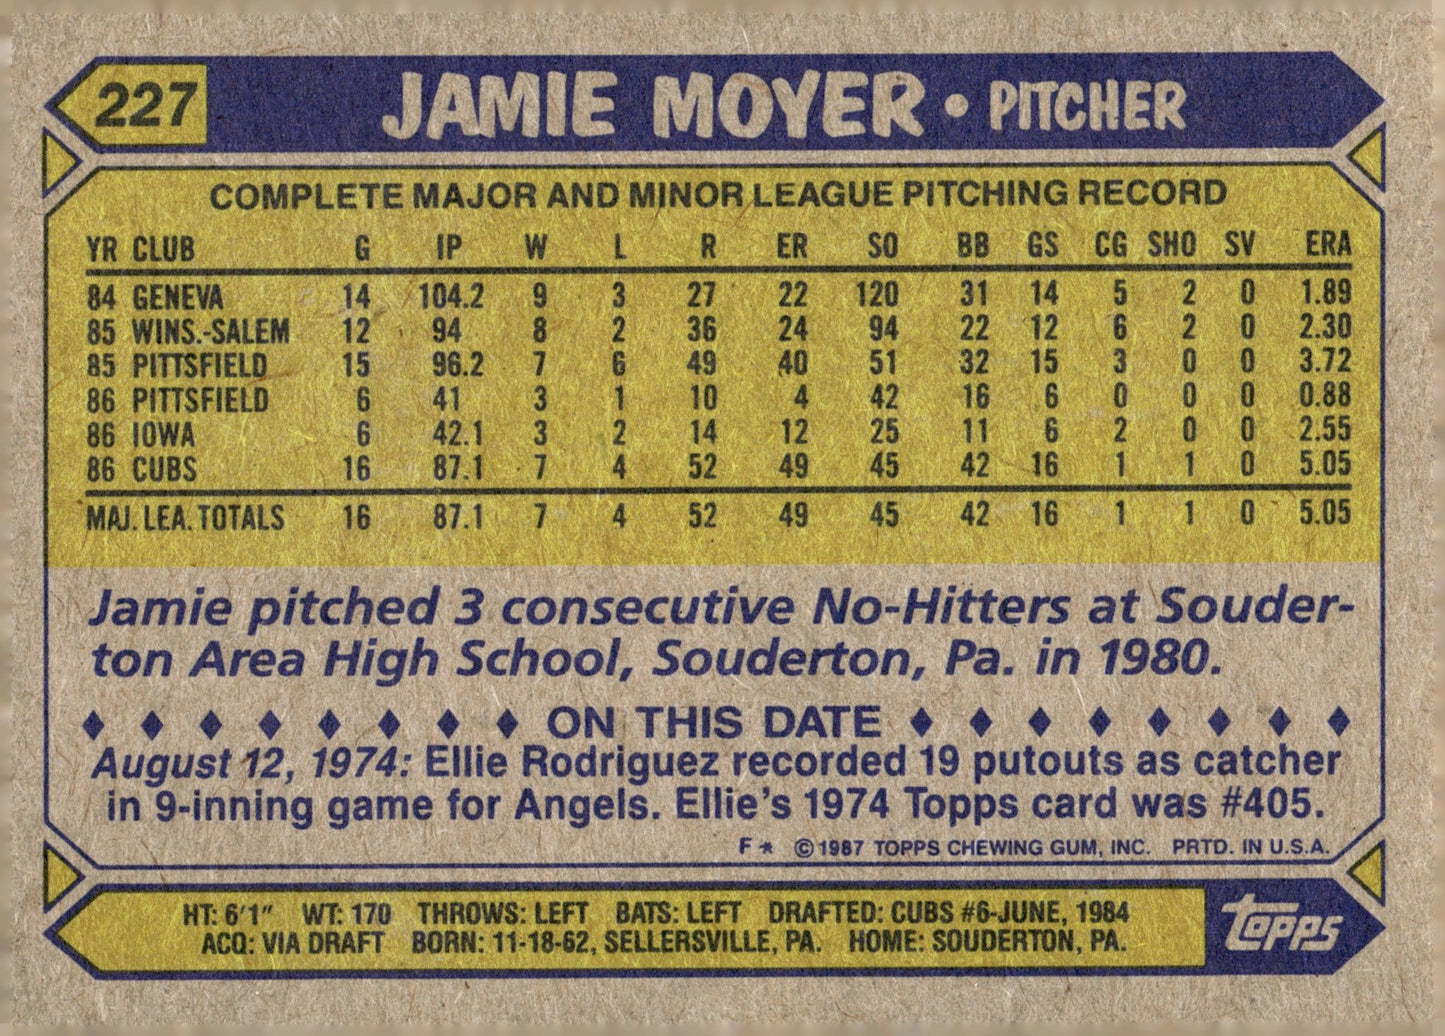 227 JAMIE MOYER • PITCHER
COMPLETE MAJOR AND MINOR LEAGUE PITCHING RECORD
YR CLUB G IP W L R ER SO BB GS CG SHO SV ERA
84 GENEVA 14 104.2 9 3 27 22 120 31 14 5 2 0 1.89
85 WINS.-SALEM 12 94 8 2 36 24 94 22 12 6 2 0 2.30
85 PITTSFIELD 15 96.2 7 6 49 40 51 32 15 3 0 0 3.72
86 PITTSFIELD 6 41 3 1 10 4 42 16 6 0 0 0 0.88
86 IOWA 6 42.1 3 2 14 12 25 11 6 2 0 0 2.55
86 CUBS 16 87.1 7 4 52 49 45 42 16 1 1 0 5.05
MAJ. LEA. TOTALS 16 87.1 7 4 52 49 45 42 16 1 1 0 5.05
Jamie pitched 3 consecutive No-Hitters at Souder-
ton Area High School, Souderton, Pa. in 1980.
ON THIS DATE
August 12, 1974: Ellie Rodriguez recorded 19 putouts as catcher
in 9-inning game for Angels. Ellie's 1974 Topps card was #405.
F* ©1987 TOPPS CHEWING GUM, INC. PRTD. IN U.S.A.
HT: 6'1" WT: 170 THROWS: LEFT BATS: LEFT DRAFTED: CUBS #6-JUNE, 1984
ACQ: VIA DRAFT BORN: 11-18-62, SELLERSVILLE, PA. HOME: SOUDERTON, PA.
topps